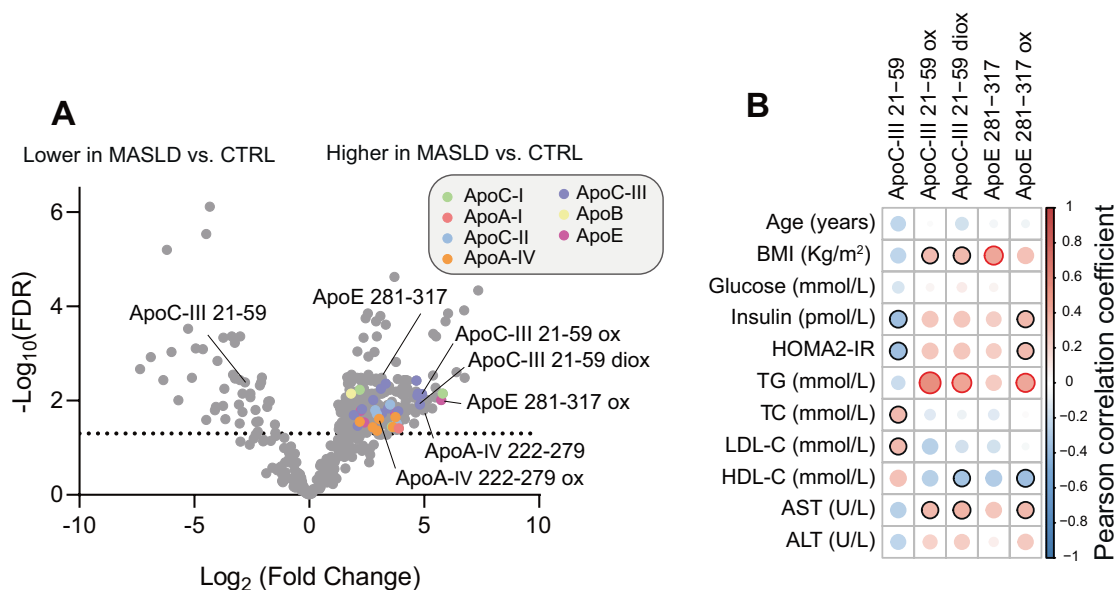 A
Lower in MASLD vs. CTRL
Higher in MASLD vs. CTRL
ApoC-I
ApoA-I
ApoC-II
ApoA-IV
ApoC-III
ApoB
ApoE
ApoC-III 21-59
ApoE 281-317
ApoC-III 21-59 ox
ApoC-III 21-59 diox
ApoE 281-317 ox
ApoA-IV 222-279
ApoA-IV 222-279 ox
-Log10(FDR)
6
4
2
0
-10
-5
0
5
10
Log2 (Fold Change)
B
ApoC-III 21−59
ApoC-III 21−59 ox
ApoC-III 21−59 diox
ApoE 281−317
ApoE 281−317 ox
Age (years)
BMI (Kg/m²)
Glucose (mmol/L)
Insulin (pmol/L)
HOMA2-IR
TG (mmol/L)
TC (mmol/L)
LDL-C (mmol/L)
HDL-C (mmol/L)
AST (U/L)
ALT (U/L)
1
0.8
0.6
0.4
0.2
0
−0.2
−0.4
−0.6
−0.8
−1
Pearson correlation coefficient